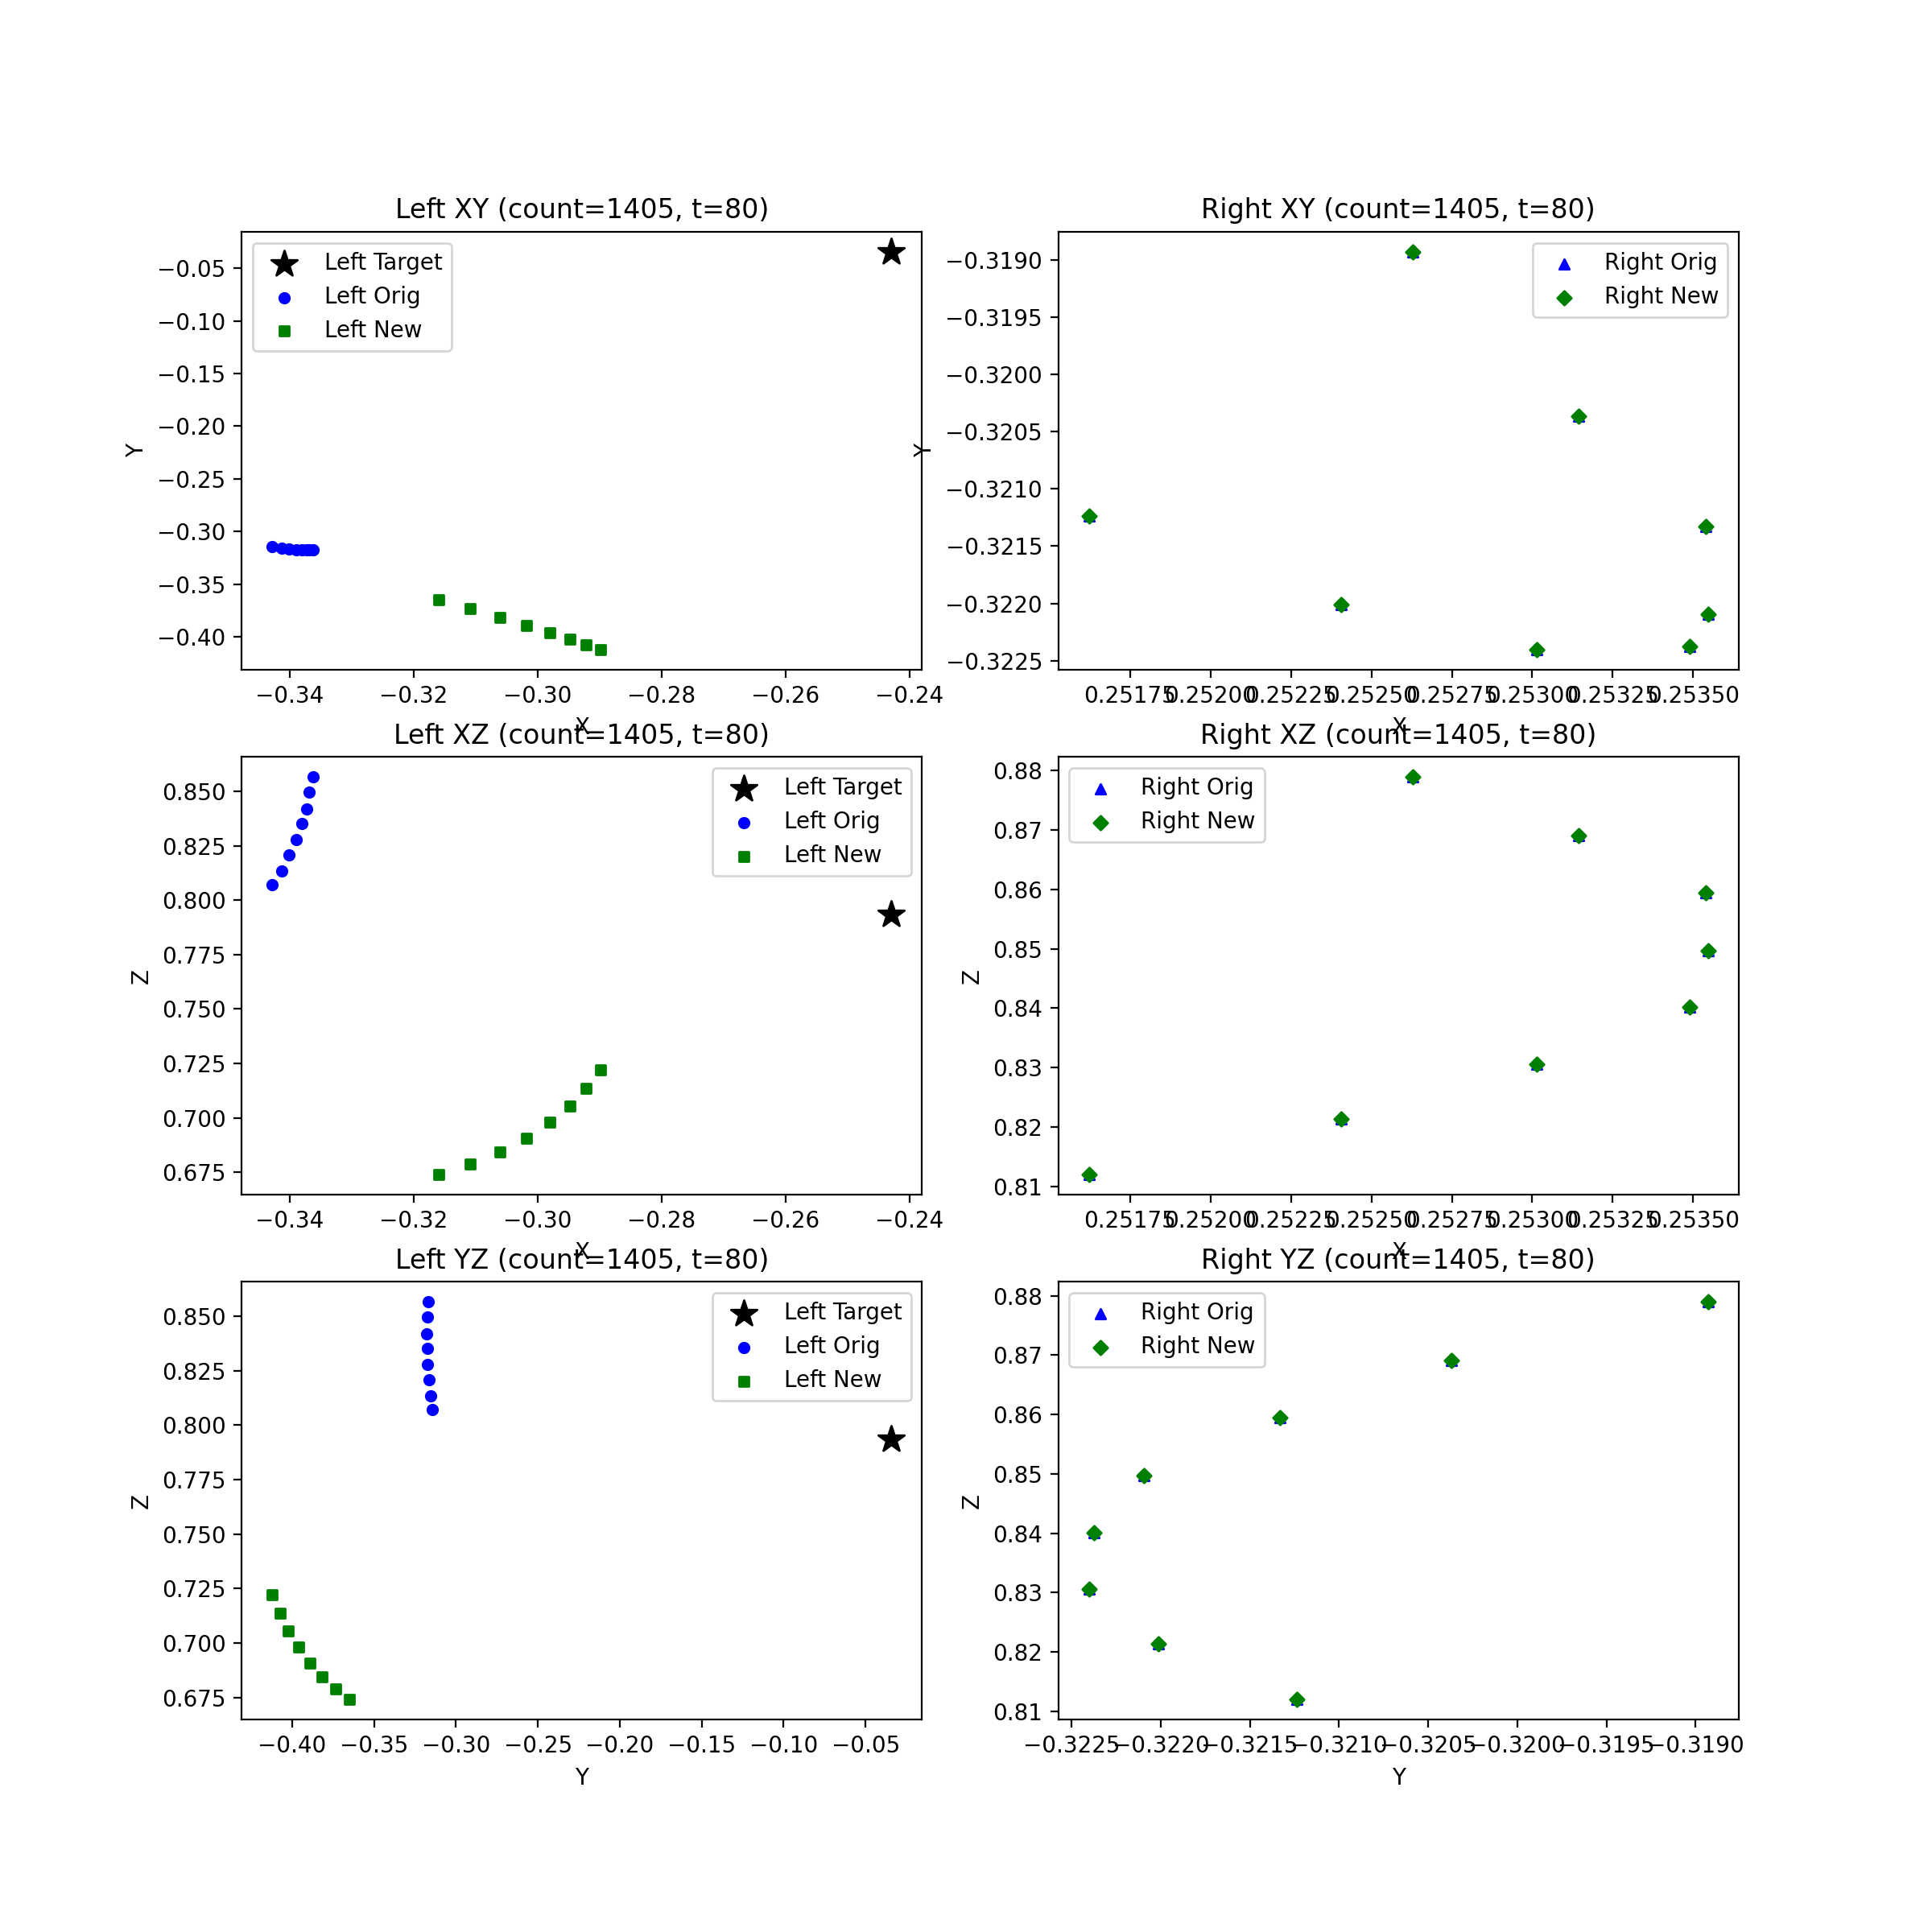 Left XY (count=1405, t=80)
Left Target
Left Orig
Left New
−0.05
−0.10
−0.15
−0.20
−0.25
−0.30
−0.35
−0.40
Y
−0.34 −0.32 −0.30 −0.28 −0.26 −0.24
X
Right XY (count=1405, t=80)
Right Orig
Right New
−0.3190
−0.3195
−0.3200
−0.3205
−0.3210
−0.3215
−0.3220
−0.3225
Y
0.25175 0.25200 0.25225 0.25250 0.25275 0.25300 0.25325 0.25350
X
Left XZ (count=1405, t=80)
Left Target
Left Orig
Left New
0.850
0.825
0.800
0.775
0.750
0.725
0.700
0.675
Z
−0.34 −0.32 −0.30 −0.28 −0.26 −0.24
X
Right XZ (count=1405, t=80)
Right Orig
Right New
0.88
0.87
0.86
0.85
0.84
0.83
0.82
0.81
Z
0.25175 0.25200 0.25225 0.25250 0.25275 0.25300 0.25325 0.25350
X
Left YZ (count=1405, t=80)
Left Target
Left Orig
Left New
0.850
0.825
0.800
0.775
0.750
0.725
0.700
0.675
Z
−0.40 −0.35 −0.30 −0.25 −0.20 −0.15 −0.10 −0.05
Y
Right YZ (count=1405, t=80)
Right Orig
Right New
0.88
0.87
0.86
0.85
0.84
0.83
0.82
0.81
Z
−0.3225 −0.3220 −0.3215 −0.3210 −0.3205 −0.3200 −0.3195 −0.3190
Y